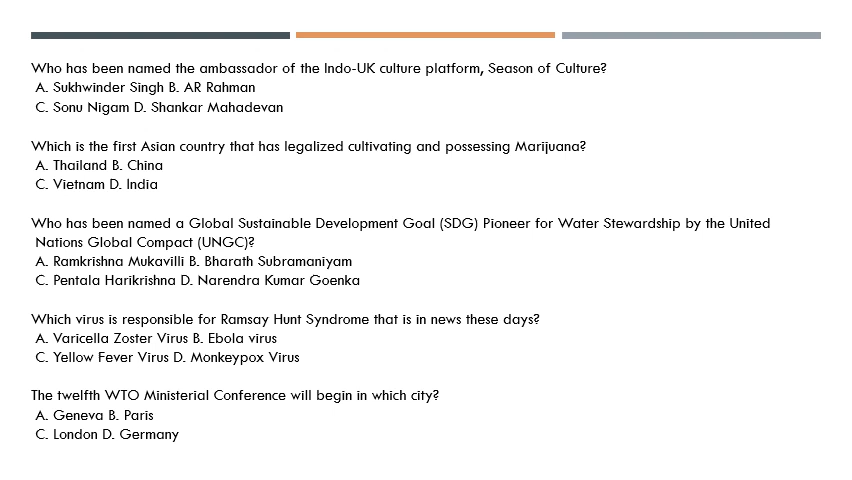 Who has been named the ambassador of the Indo-UK culture platform, Season of Culture?
A. Sukhwinder Singh B. AR Rahman
C. Sonu Nigam D. Shankar Mahadevan
Which is the first Asian country that has legalized cultivating and possessing Marijuana?
A. Thailand B. China
C. Vietnam D. India
Who has been named a Global Sustainable Development Goal (SDG) Pioneer for Water Stewardship by the United
Nations Global Compact (UNGC)?
A. Ramkrishna Mukavilli B. Bharath Subramaniyam
C. Pentala Harikrishna D. Narendra Kumar Goenka
Which virus is responsible for Ramsay Hunt Syndrome that is in news these days?
A. Varicella Zoster Virus B. Ebola virus
C. Yellow Fever Virus D. Monkeypox Virus
The twelfth WTO Ministerial Conference will begin in which city?
A. Geneva B. Paris
C. London D. Germany